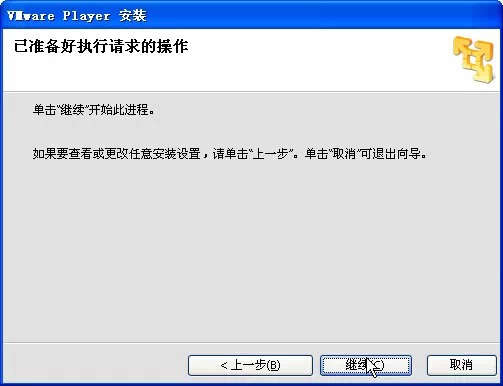 VMware Player 安装
已准备好执行请求的操作
单击“继续”开始此进程。
如果要查看或更改任意安装设置，请单击“上一步”。单击“取消”可退出向导。
< 上一步(B)
继续(C)
取消